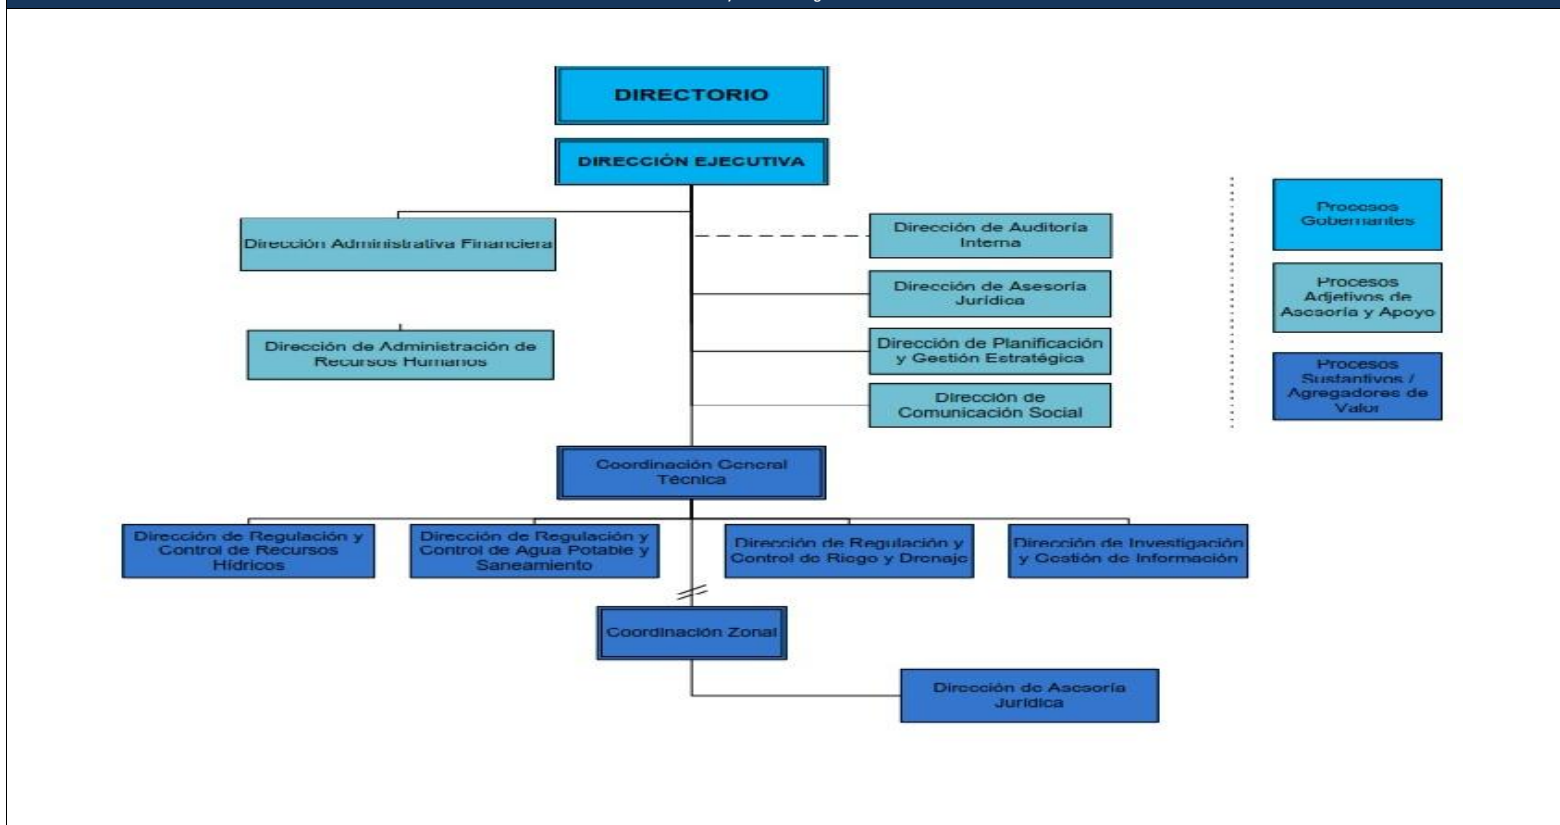 DIRECTORIO
DIRECCIÓN EJECUTIVA
Dirección Administrativa Financiera
Dirección de Administración de
Recursos Humanos
Dirección de Auditoría
Interna
Dirección de Asesoría
Jurídica
Dirección de Planificación
y Gestión Estratégica
Dirección de
Comunicación Social
Procesos
Gobernantes
Procesos
Adjetivos de
Asesoría y Apoyo
Procesos
Sustantivos /
Agregadores de
Valor
Coordinación General
Técnica
Dirección de Regulación y
Control de Recursos
Hídricos
Dirección de Regulación y
Control de Agua Potable y
Saneamiento
Dirección de Regulación y
Control de Riego y Drenaje
Dirección de Investigación
y Gestión de Información
Coordinación Zonal
Dirección de Asesoría
Jurídica